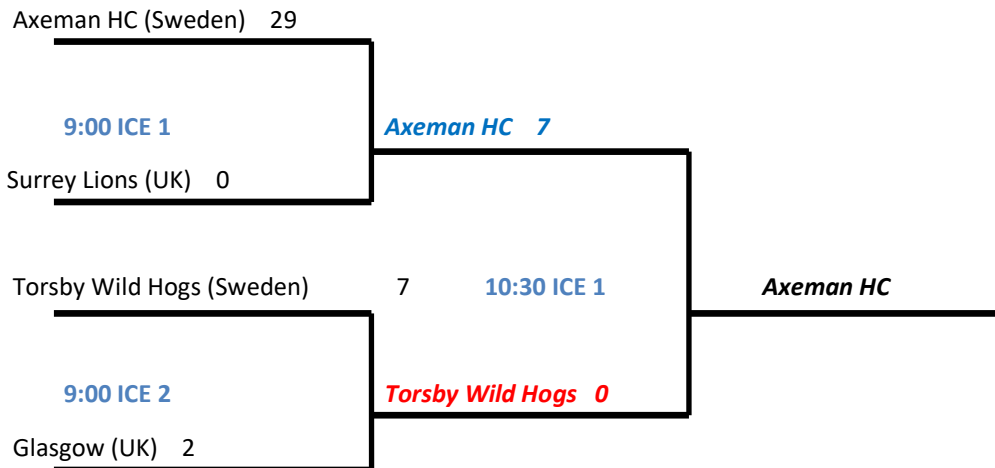 Axeman HC (Sweden) 29
9:00 ICE 1
Axeman HC 7
Surrey Lions (UK) 0
Torsby Wild Hogs (Sweden) 7
10:30 ICE 1
Axeman HC
9:00 ICE 2
Torsby Wild Hogs 0
Glasgow (UK) 2